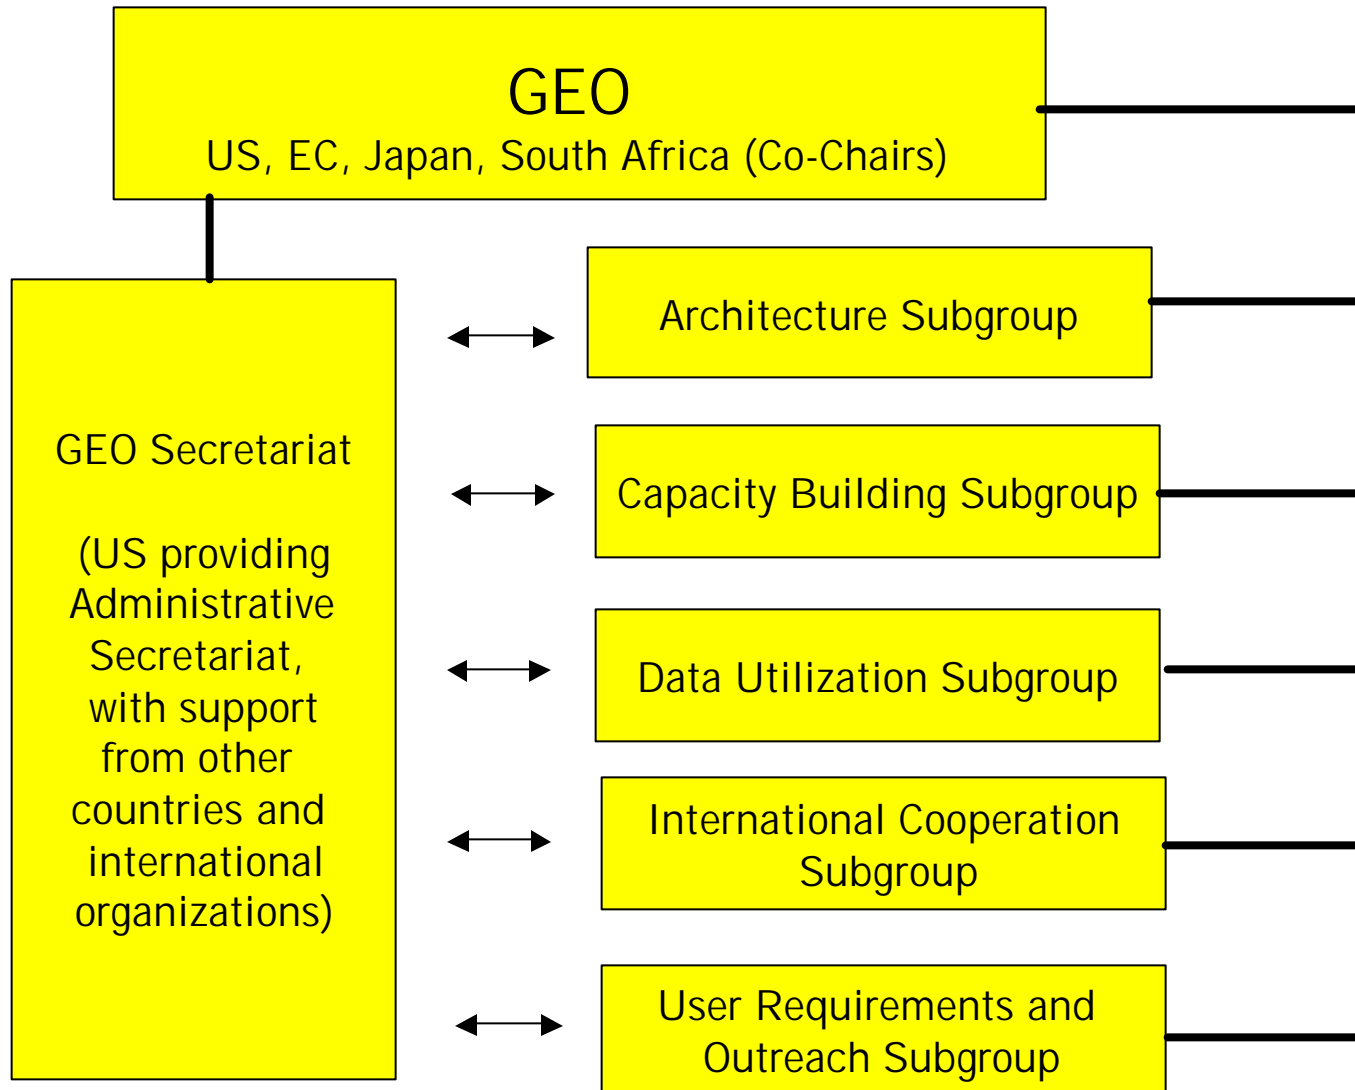 GEO
US, EC, Japan, South Africa (Co-Chairs)
GEO Secretariat
(US providing
Administrative
Secretariat,
with support
from other
countries and
international
organizations)
Architecture Subgroup
Capacity Building Subgroup
Data Utilization Subgroup
International Cooperation
Subgroup
User Requirements and
Outreach Subgroup